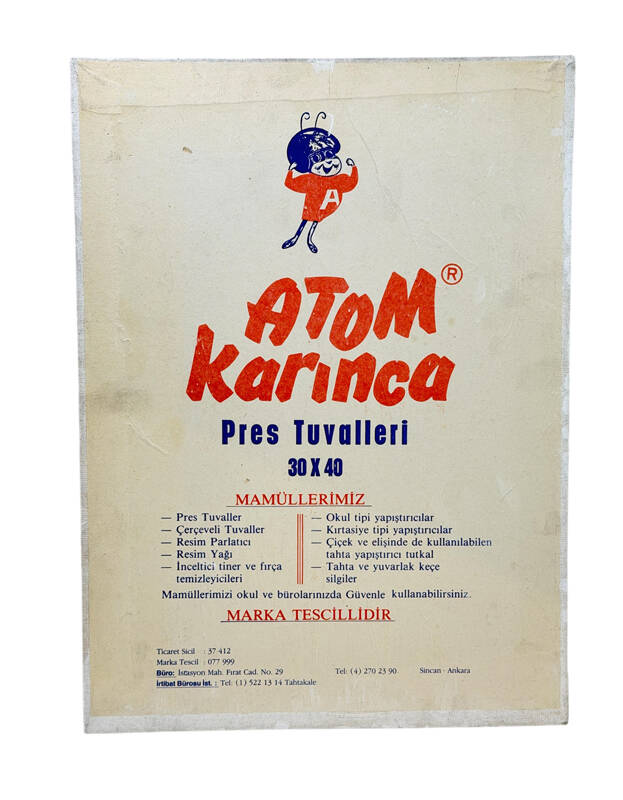 A
ATOM ®
Karınca
Pres Tuvalleri
30 X 40
MAMÜLLERİMİZ
— Pres Tuvaller
— Çerçeveli Tuvaller
— Resim Parlatıcı
— Resim Yağı
— İnceltici tiner ve fırça
temizleyicileri
— Okul tipi yapıştırıcılar
— Kırtasiye tipi yapıştırıcılar
— Çiçek ve elişinde de kullanılabilen
tahta yapıştırıcı tutkal
— Tahta ve yuvarlak keçe
silgiler
Mamüllerimizi okul ve bürolarınızda Güvenle kullanabilirsiniz.
MARKA TESCİLLİDİR
Ticaret Sicil : 37 412
Marka Tescil : 077 999
Büro: İstasyon Mah. Fırat Cad. No. 29 Tel: (4) 270 23 90 Sincan - Ankara
İrtibat Bürosu İst. : Tel: (1) 522 13 14 Tahtakale